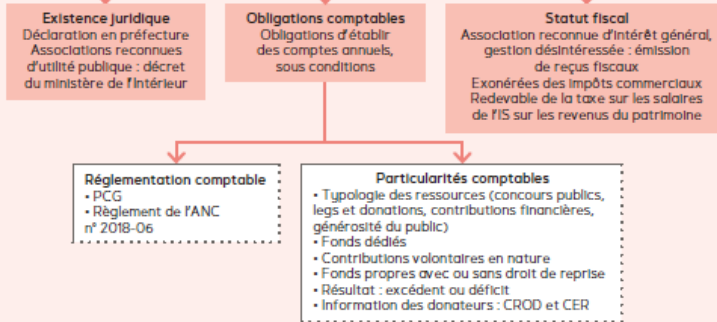 Existence juridique
Déclaration en préfecture
Associations reconnues
d'utilité publique : décret
du ministère de l'Intérieur
Obligations comptables
Obligations d'établir
des comptes annuels,
sous conditions
Statut fiscal
Association reconnue d'intérêt général,
gestion désintéressée : émission
de reçus fiscaux
Exonérées des impôts commerciaux
Redevable de la taxe sur les salaires
de l'IS sur les revenus du patrimoine
Réglementation comptable
• PCG
• Règlement de l'ANC
n° 2018-06
Particularités comptables
• Typologie des ressources (concours publics,
legs et donations, contributions financières,
générosité du public)
• Fonds dédiés
• Contributions volontaires en nature
• Fonds propres avec ou sans droit de reprise
• Résultat : excédent ou déficit
• Information des donateurs : CROD et CER